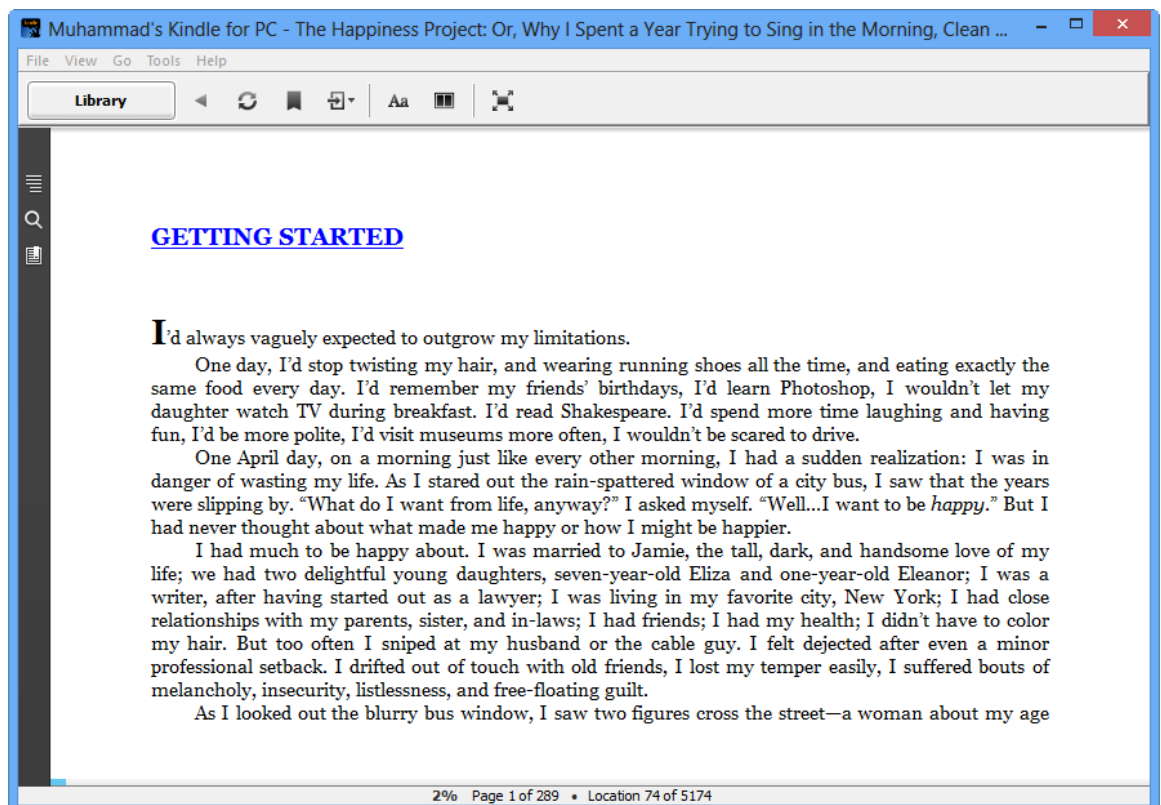 Muhammad's Kindle for PC - The Happiness Project: Or, Why I Spent a Year Trying to Sing in the Morning, Clean ...
File View Go Tools Help
Library Aa
GETTING STARTED
I’d always vaguely expected to outgrow my limitations.
One day, I’d stop twisting my hair, and wearing running shoes all the time, and eating exactly the
same food every day. I’d remember my friends’ birthdays, I’d learn Photoshop, I wouldn’t let my
daughter watch TV during breakfast. I’d read Shakespeare. I’d spend more time laughing and having
fun, I’d be more polite, I’d visit museums more often, I wouldn’t be scared to drive.
One April day, on a morning just like every other morning, I had a sudden realization: I was in
danger of wasting my life. As I stared out the rain-spattered window of a city bus, I saw that the years
were slipping by. “What do I want from life, anyway?” I asked myself. “Well...I want to be happy.” But I
had never thought about what made me happy or how I might be happier.
I had much to be happy about. I was married to Jamie, the tall, dark, and handsome love of my
life; we had two delightful young daughters, seven-year-old Eliza and one-year-old Eleanor; I was a
writer, after having started out as a lawyer; I was living in my favorite city, New York; I had close
relationships with my parents, sister, and in-laws; I had friends; I had my health; I didn’t have to color
my hair. But too often I sniped at my husband or the cable guy. I felt dejected after even a minor
professional setback. I drifted out of touch with old friends, I lost my temper easily, I suffered bouts of
melancholy, insecurity, listlessness, and free-floating guilt.
As I looked out the blurry bus window, I saw two figures cross the street—a woman about my age
2% Page 1 of 289 • Location 74 of 5174